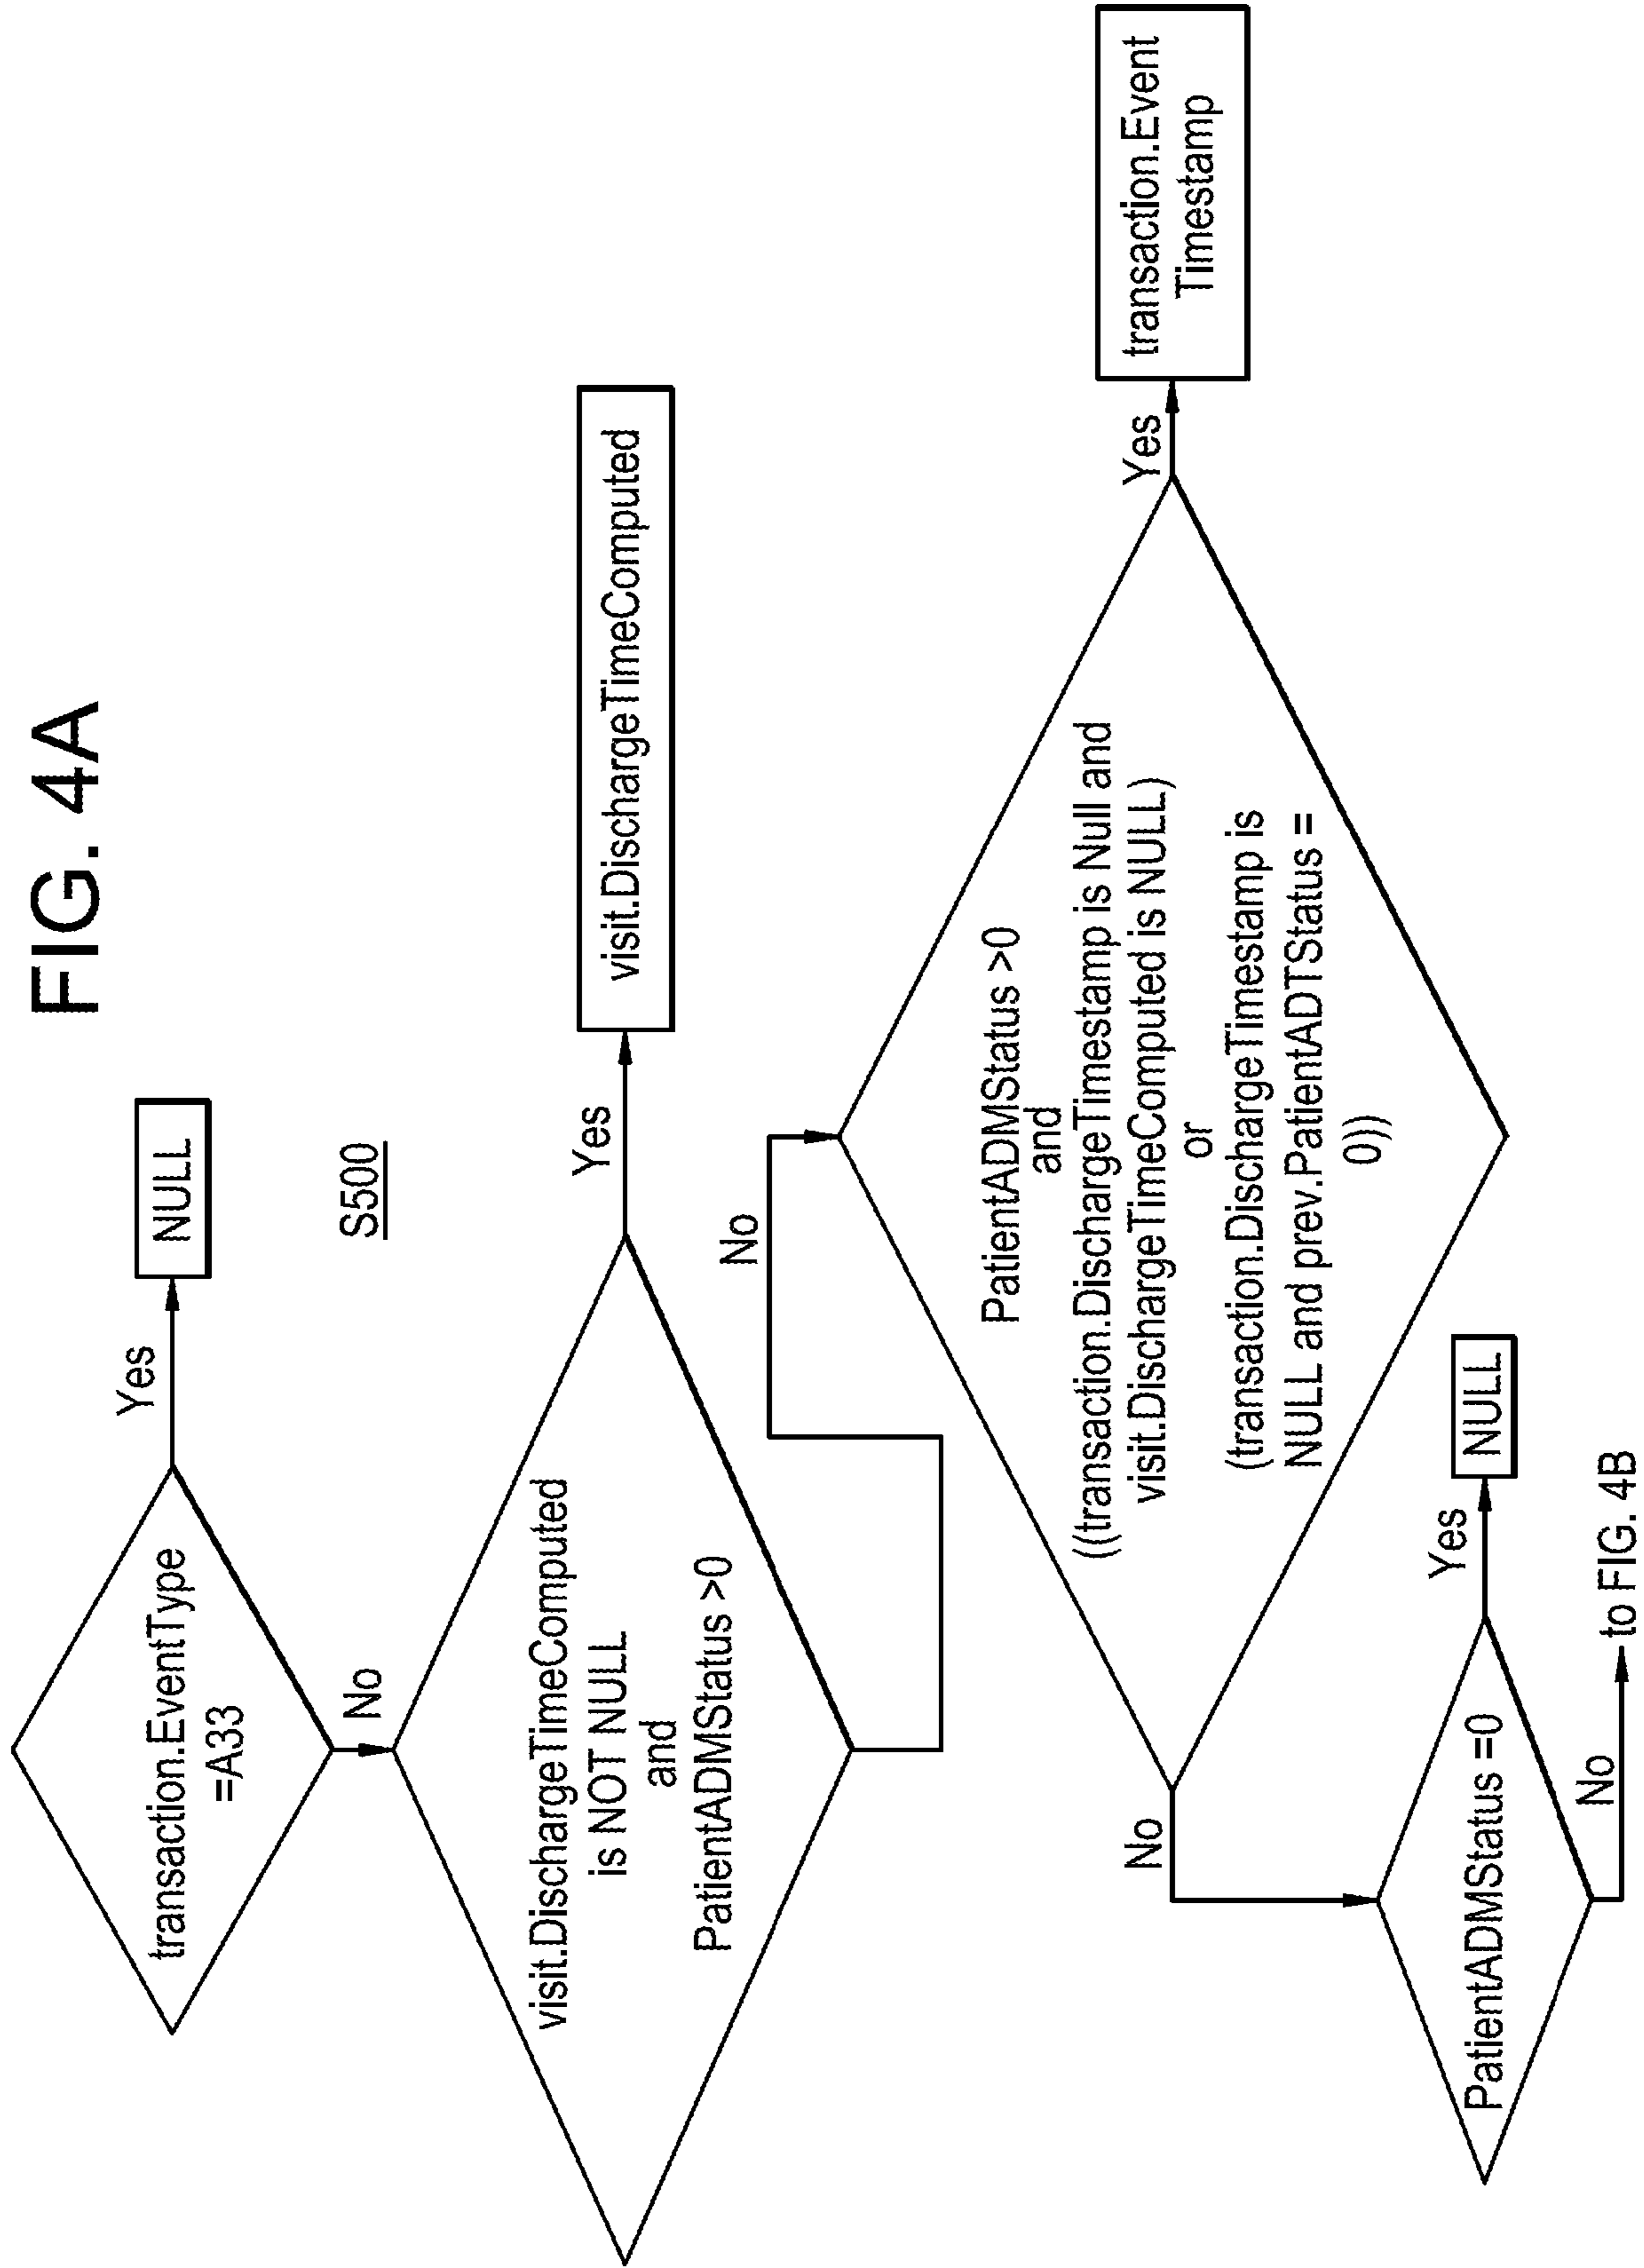 FIG. 4A
transaction.EventType
=A33
Yes
NULL
S500
No
visit.DischargeTimeComputed
is NOT NULL
and
PatientADMStatus >0
Yes
visit.DischargeTimeComputed
No
PatientADMStatus >0
and
((transaction.DischargeTimestamp is Null and
visit.DischargeTimeComputed is NULL)
or
(transaction.DischargeTimestamp is
NULL and prev.PatientADTStatus =
0))
Yes
transaction.Event
Timestamp
No
PatientADMStatus =0
Yes
NULL
No
to FIG. 4B